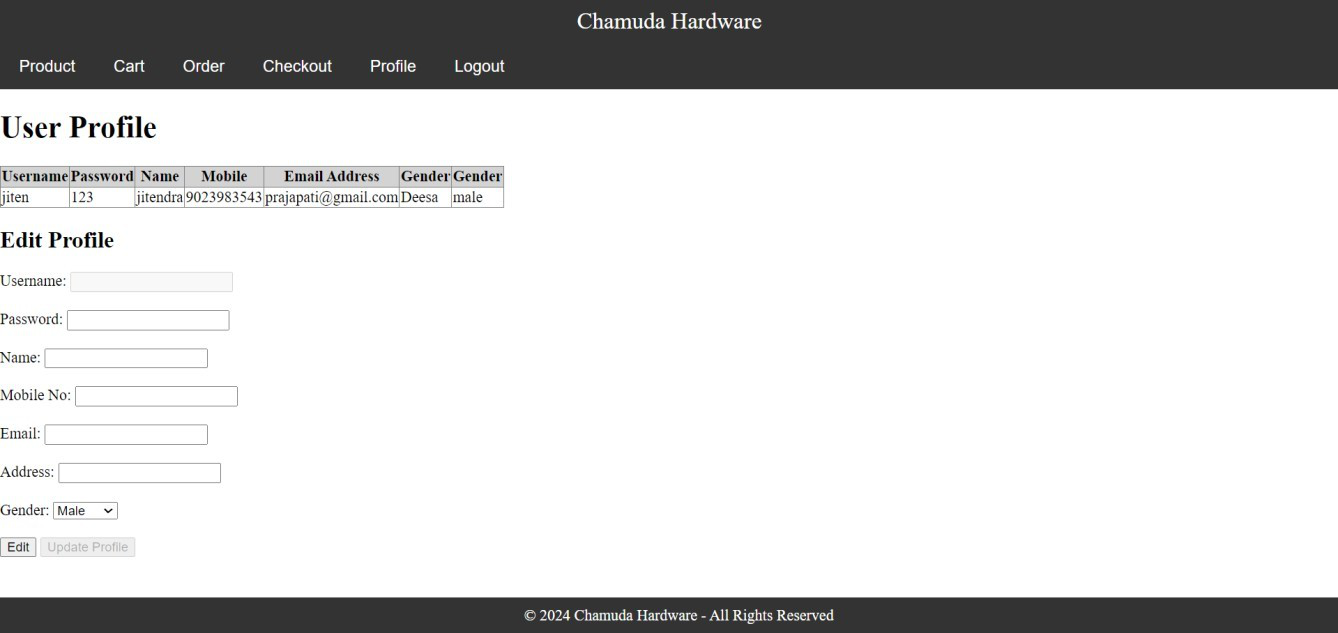 Chamuda Hardware
Product Cart Order Checkout Profile Logout
User Profile
Username Password Name Mobile Email Address Gender Gender
jiten 123 jitendra 9023983543 prajapati@gmail.com Deesa male
Edit Profile
Username:
Password:
Name:
Mobile No:
Email:
Address:
Gender: Male
Edit Update Profile
© 2024 Chamuda Hardware - All Rights Reserved